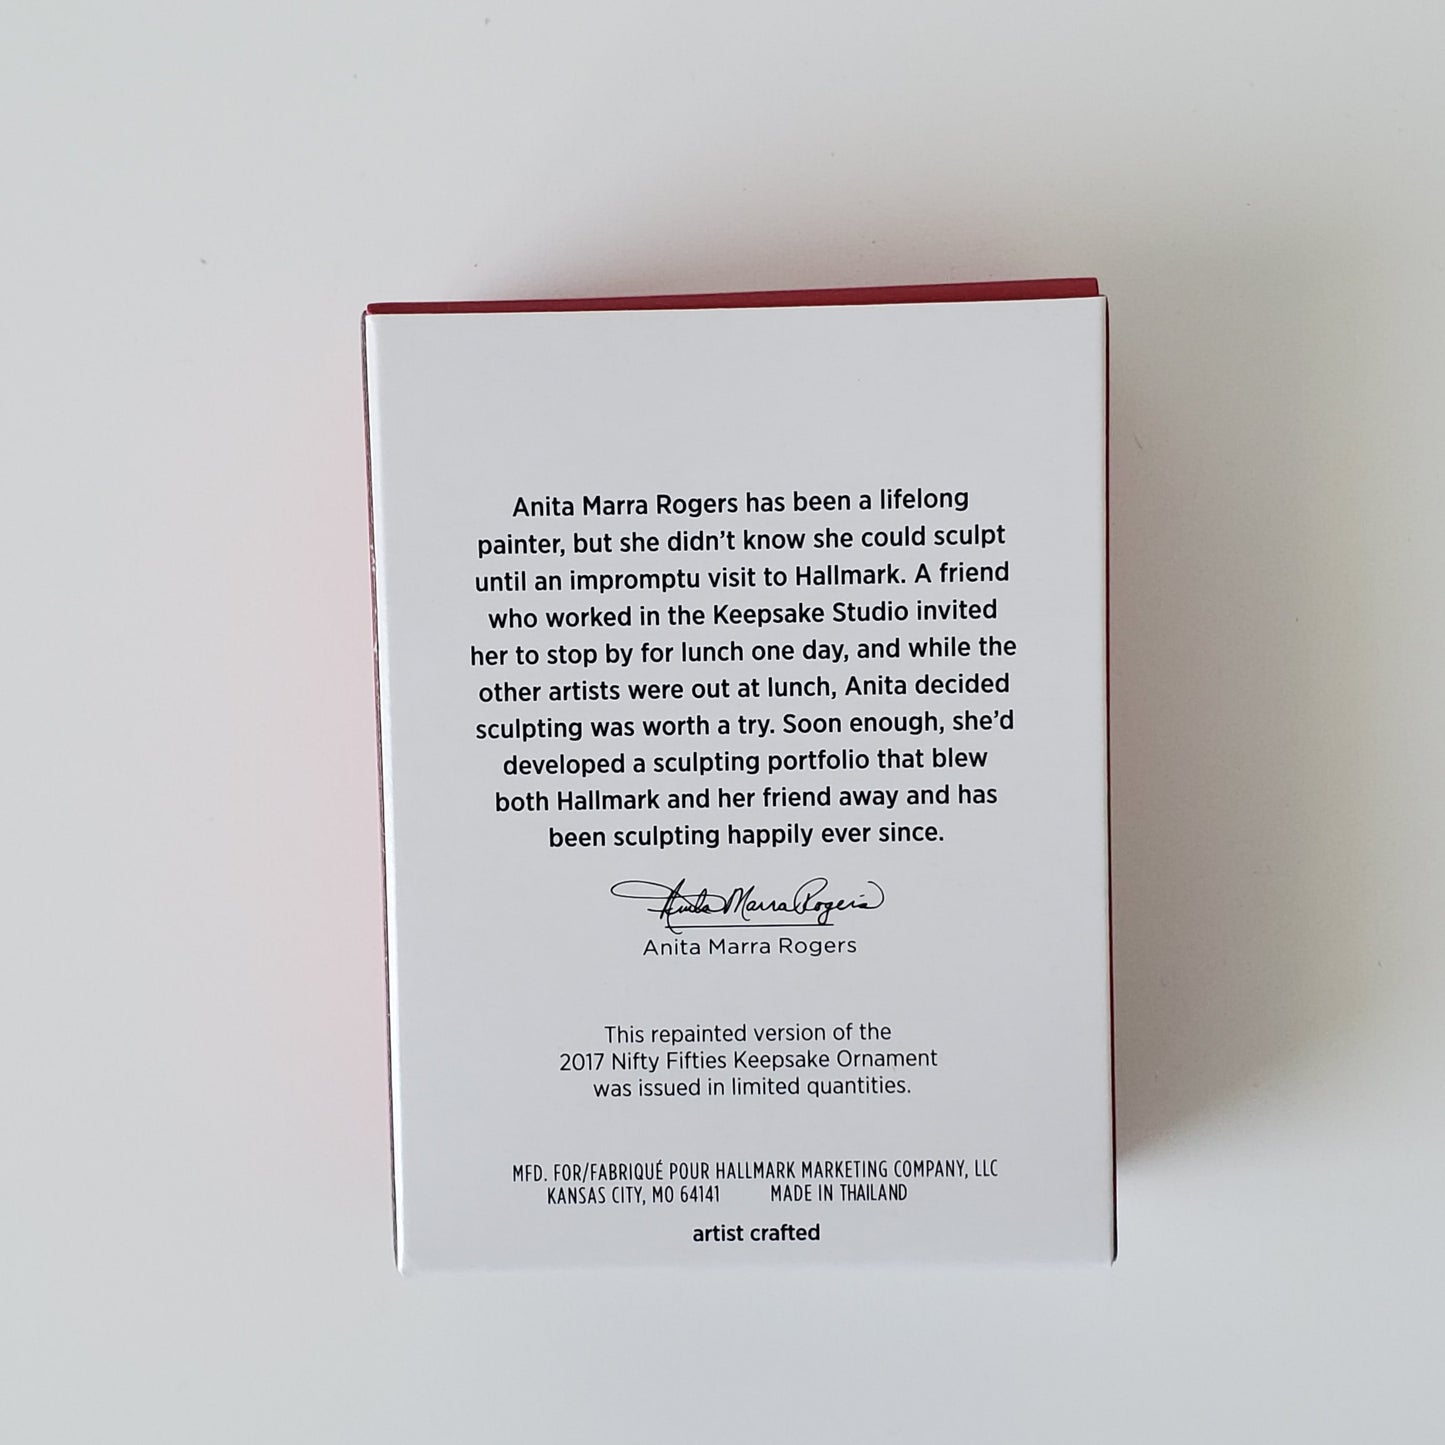 Anita Marra Rogers has been a lifelong
painter, but she didn't know she could sculpt
until an impromptu visit to Hallmark. A friend
who worked in the Keepsake Studio invited
her to stop by for lunch one day, and while the
other artists were out at lunch, Anita decided
sculpting was worth a try. Soon enough, she'd
developed a sculpting portfolio that blew
both Hallmark and her friend away and has
been sculpting happily ever since.
Anita Marra Rogers
Anita Marra Rogers
This repainted version of the
2017 Nifty Fifties Keepsake Ornament
was issued in limited quantities.
MFD. FOR/FABRIQUÉ POUR HALLMARK MARKETING COMPANY, LLC
KANSAS CITY, MO 64141 MADE IN THAILAND
artist crafted